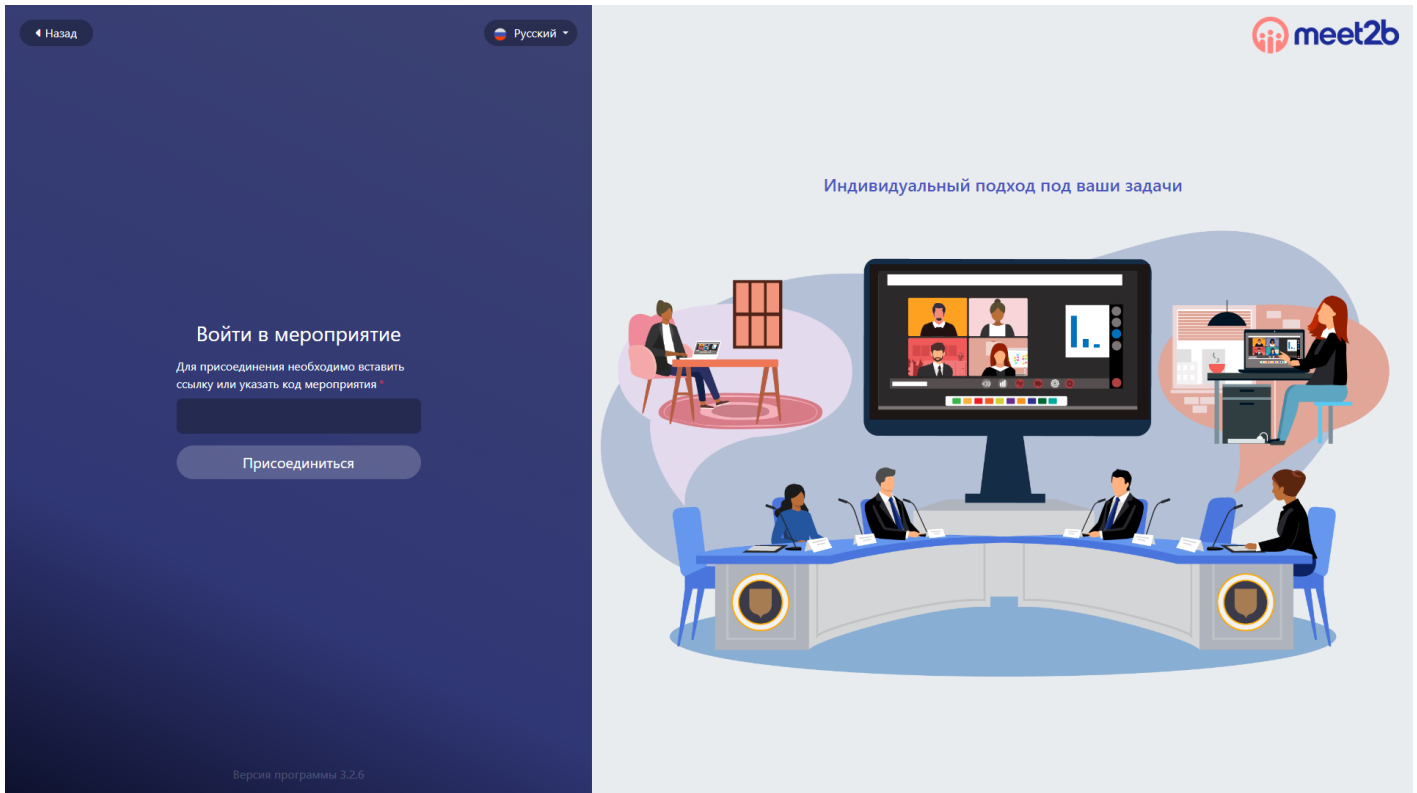 Назад
Русский
meet2b
Индивидуальный подход под ваши задачи
Войти в мероприятие
Для присоединения необходимо вставить
ссылку или указать код мероприятия *
Присоединиться
Версия программы 3.2.6